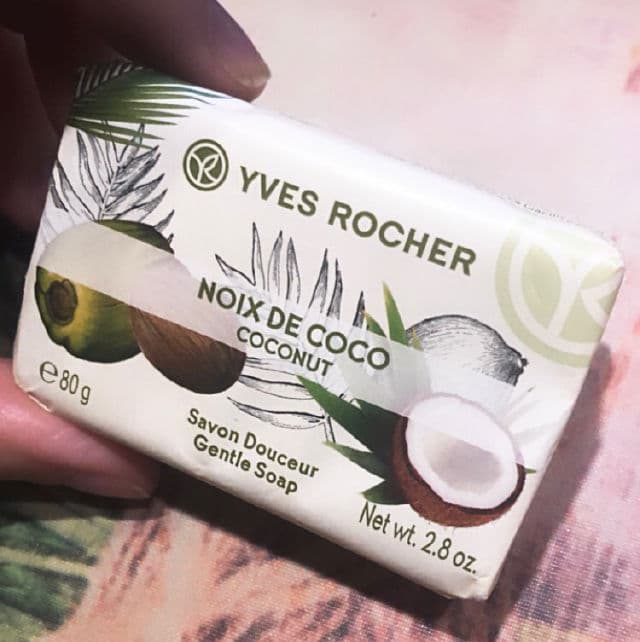 YVES ROCHER
NOIX DE COCO
COCONUT
℮80 g
Savon Douceur
Gentle Soap
Net wt. 2.8 oz.